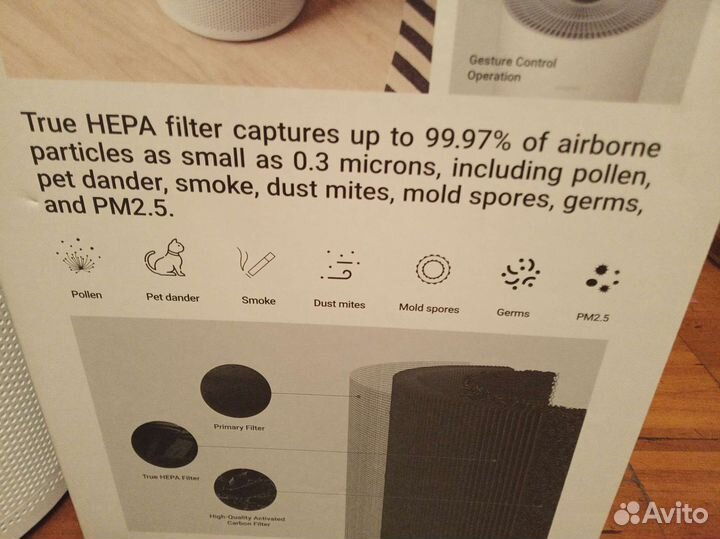 Gesture Control
Operation
True HEPA filter captures up to 99.97% of airborne
particles as small as 0.3 microns, including pollen,
pet dander, smoke, dust mites, mold spores, germs,
and PM2.5.
Pollen
Pet dander
Smoke
Dust mites
Mold spores
Germs
PM2.5
Primary Filter
True HEPA Filter
High-Quality Activated
Carbon Filter
Avito